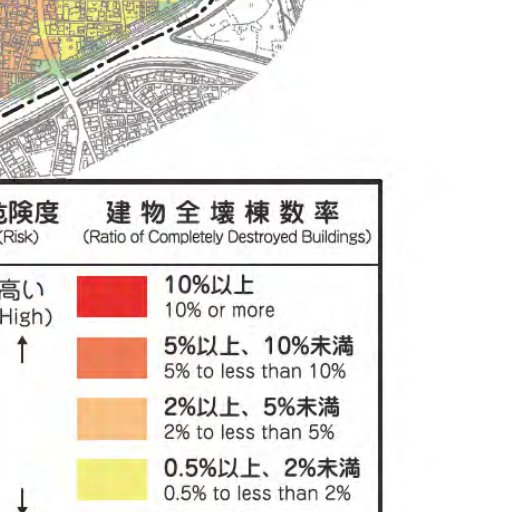 危険度 建物全壊棟数率
(Risk) (Ratio of Completely Destroyed Buildings)
高い 10%以上
High) 10% or more
5%以上、10%未満
5% to less than 10%
2%以上、5%未満
2% to less than 5%
0.5%以上、2%未満
0.5% to less than 2%